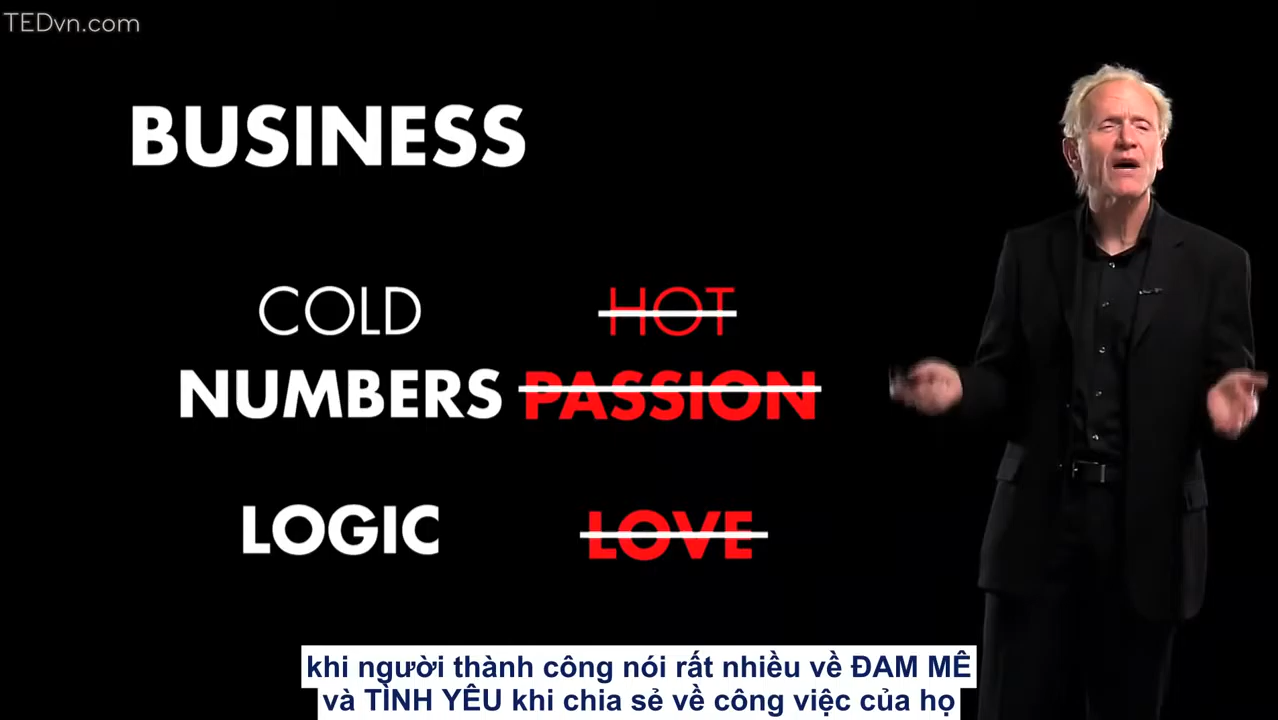 TEDvn.com
BUSINESS
COLD HOT
NUMBERS PASSION
LOGIC LOVE
khi người thành công nói rất nhiều về ĐAM MÊ
và TÌNH YÊU khi chia sẻ về công việc của họ